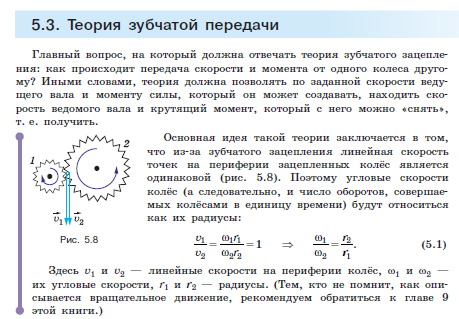 5.3. Теория зубчатой передачи
Главный вопрос, на который должна отвечать теория зубчатого зацепле-
ния: как происходит передача скорости и момента от одного колеса друго-
му? Иными словами, теория должна позволять по заданной скорости веду-
щего вала и моменту силы, который он может создавать, находить ско-
рость ведомого вала и крутящий момент, который с него можно «снять»,
т. е. получить.
1
2
v⃗₁ v⃗₂
Рис. 5.8
Основная идея такой теории заключается в том,
что из-за зубчатого зацепления линейная скорость
точек на периферии зацепленных колёс является
одинаковой (рис. 5.8). Поэтому угловые скорости
колёс (а следовательно, и число оборотов, совершае-
мых колёсами в единицу времени) будут относиться
как их радиусы:
v₁/v₂ = ω₁r₁/ω₂r₂ = 1 ⇒ ω₁/ω₂ = r₂/r₁. (5.1)
Здесь v₁ и v₂ — линейные скорости на периферии колёс, ω₁ и ω₂ —
их угловые скорости, r₁ и r₂ — радиусы. (Тем, кто не помнит, как опи-
сывается вращательное движение, рекомендуем обратиться к главе 9
этой книги.)